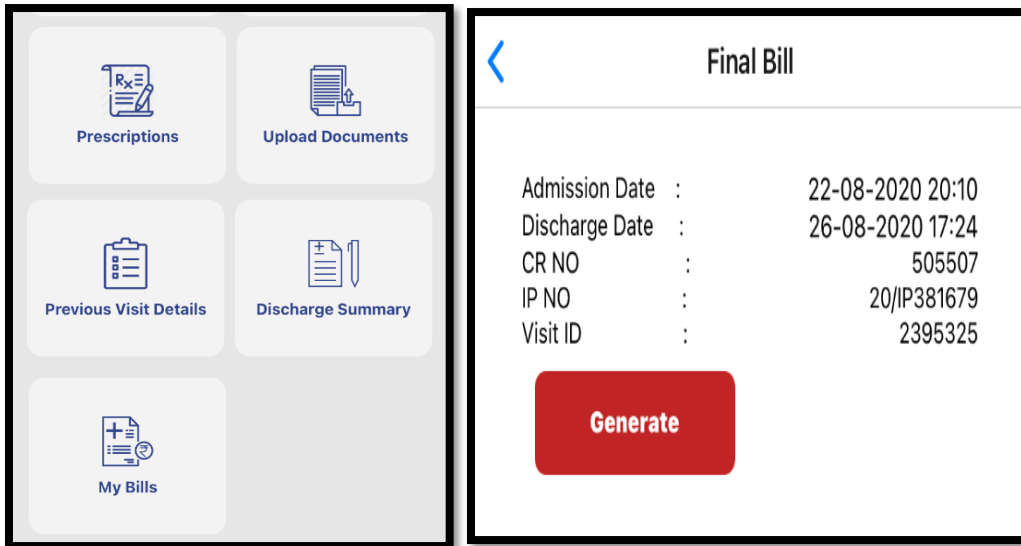 Prescriptions
Upload Documents
Previous Visit Details
Discharge Summary
My Bills
Final Bill
Admission Date : 22-08-2020 20:10
Discharge Date : 26-08-2020 17:24
CR NO : 505507
IP NO : 20/IP381679
Visit ID : 2395325
Generate